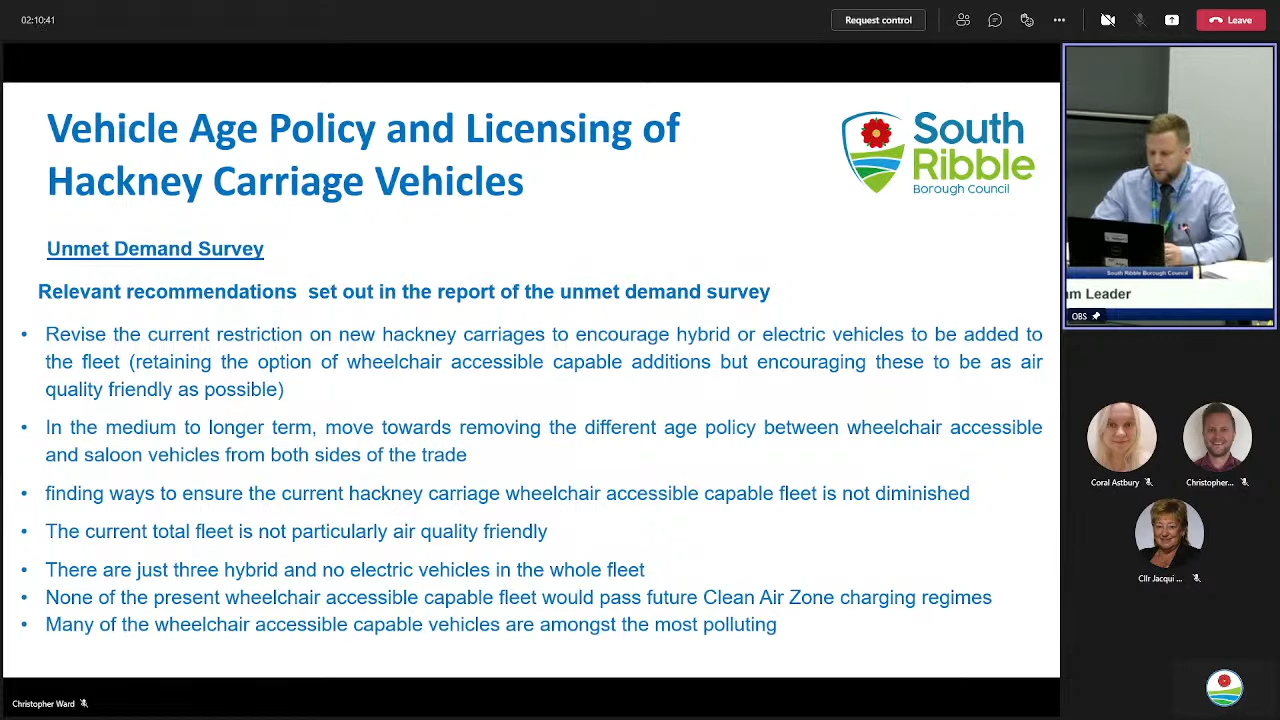 02:10:41
Request control
Leave
Vehicle Age Policy and Licensing of
Hackney Carriage Vehicles
South
Ribble
Borough Council
Unmet Demand Survey
Relevant recommendations set out in the report of the unmet demand survey
• Revise the current restriction on new hackney carriages to encourage hybrid or electric vehicles to be added to
the fleet (retaining the option of wheelchair accessible capable additions but encouraging these to be as air
quality friendly as possible)
• In the medium to longer term, move towards removing the different age policy between wheelchair accessible
and saloon vehicles from both sides of the trade
• finding ways to ensure the current hackney carriage wheelchair accessible capable fleet is not diminished
• The current total fleet is not particularly air quality friendly
• There are just three hybrid and no electric vehicles in the whole fleet
• None of the present wheelchair accessible capable fleet would pass future Clean Air Zone charging regimes
• Many of the wheelchair accessible capable vehicles are amongst the most polluting
Christopher Ward
South Ribble Borough Council
am Leader
OBS
Coral Astbury
Christopher...
Cllr Jacqui ...